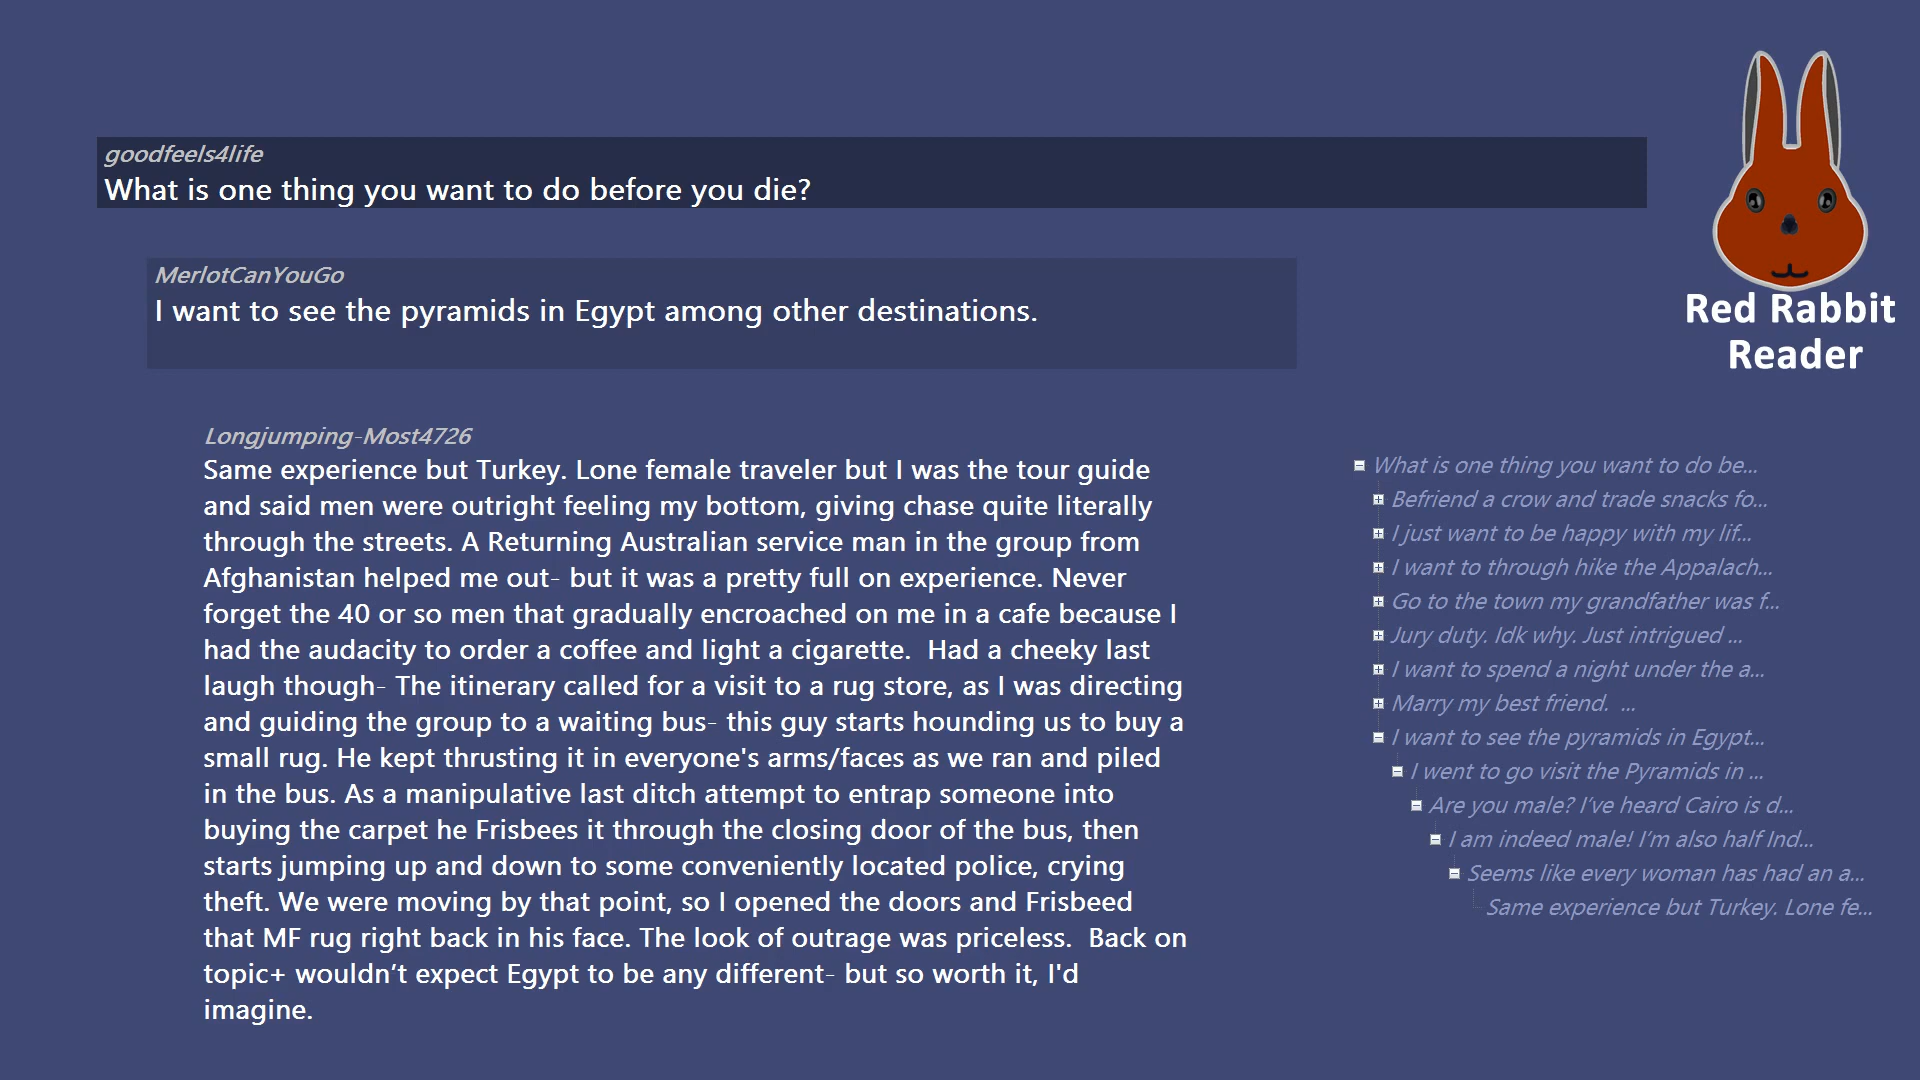 goodfeels4life
What is one thing you want to do before you die?
MerlotCanYouGo
I want to see the pyramids in Egypt among other destinations.
Red Rabbit
Reader
Longjumping-Most4726
Same experience but Turkey. Lone female traveler but I was the tour guide
and said men were outright feeling my bottom, giving chase quite literally
through the streets. A Returning Australian service man in the group from
Afghanistan helped me out- but it was a pretty full on experience. Never
forget the 40 or so men that gradually encroached on me in a cafe because I
had the audacity to order a coffee and light a cigarette.  Had a cheeky last
laugh though- The itinerary called for a visit to a rug store, as I was directing
and guiding the group to a waiting bus- this guy starts hounding us to buy a
small rug. He kept thrusting it in everyone's arms/faces as we ran and piled
in the bus. As a manipulative last ditch attempt to entrap someone into
buying the carpet he Frisbees it through the closing door of the bus, then
starts jumping up and down to some conveniently located police, crying
theft. We were moving by that point, so I opened the doors and Frisbeed
that MF rug right back in his face. The look of outrage was priceless.  Back on
topic+ wouldn’t expect Egypt to be any different- but so worth it, I'd
imagine.
What is one thing you want to do be...
Befriend a crow and trade snacks fo...
I just want to be happy with my lif...
I want to through hike the Appalach...
Go to the town my grandfather was f...
Jury duty. Idk why. Just intrigued ...
I want to spend a night under the a...
Marry my best friend.  ...
I want to see the pyramids in Egypt...
I went to go visit the Pyramids in ...
Are you male? I’ve heard Cairo is d...
I am indeed male! I’m also half Ind...
Seems like every woman has had an a...
Same experience but Turkey. Lone fe...